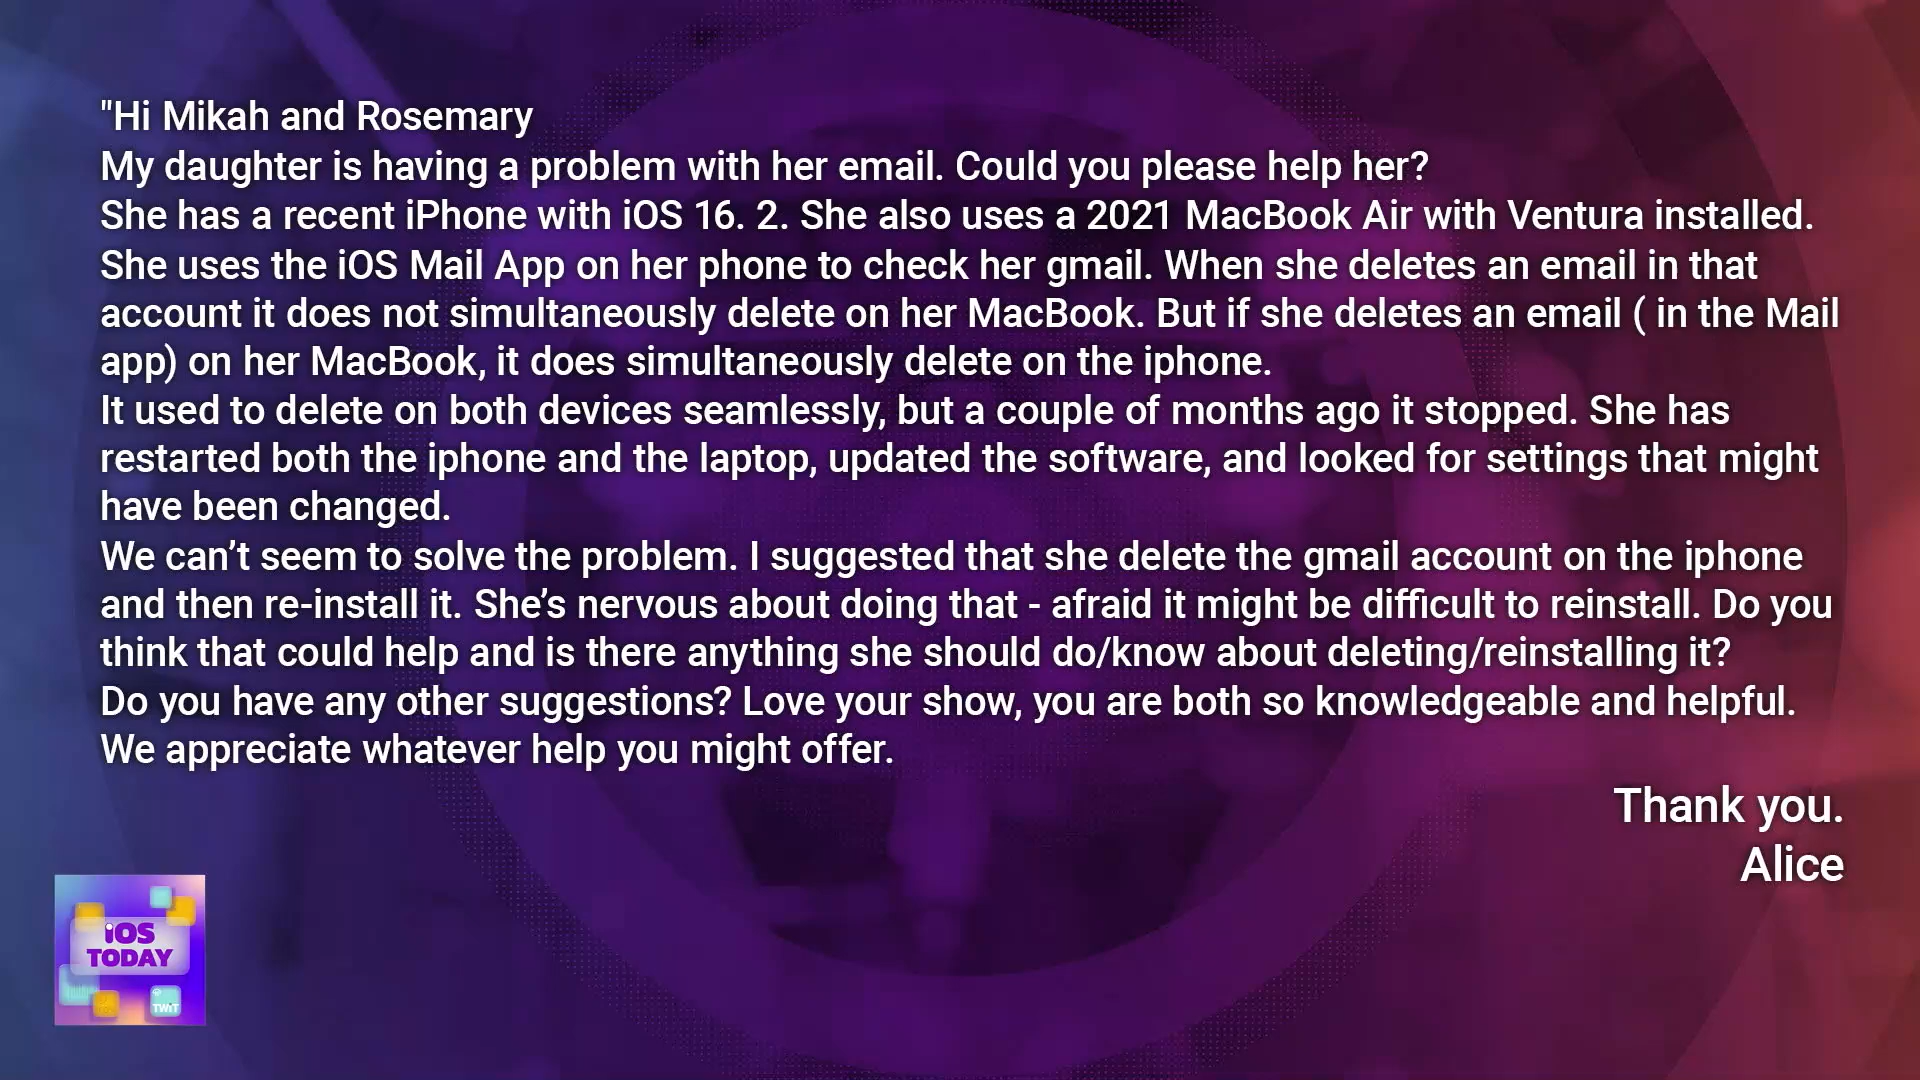 "Hi Mikah and Rosemary
My daughter is having a problem with her email. Could you please help her?
She has a recent iPhone with iOS 16. 2. She also uses a 2021 MacBook Air with Ventura installed.
She uses the iOS Mail App on her phone to check her gmail. When she deletes an email in that
account it does not simultaneously delete on her MacBook. But if she deletes an email ( in the Mail
app) on her MacBook, it does simultaneously delete on the iphone.
It used to delete on both devices seamlessly, but a couple of months ago it stopped. She has
restarted both the iphone and the laptop, updated the software, and looked for settings that might
have been changed.
We can’t seem to solve the problem. I suggested that she delete the gmail account on the iphone
and then re-install it. She’s nervous about doing that - afraid it might be difficult to reinstall. Do you
think that could help and is there anything she should do/know about deleting/reinstalling it?
Do you have any other suggestions? Love your show, you are both so knowledgeable and helpful.
We appreciate whatever help you might offer.
Thank you.
Alice
iOS
TODAY
TWiT